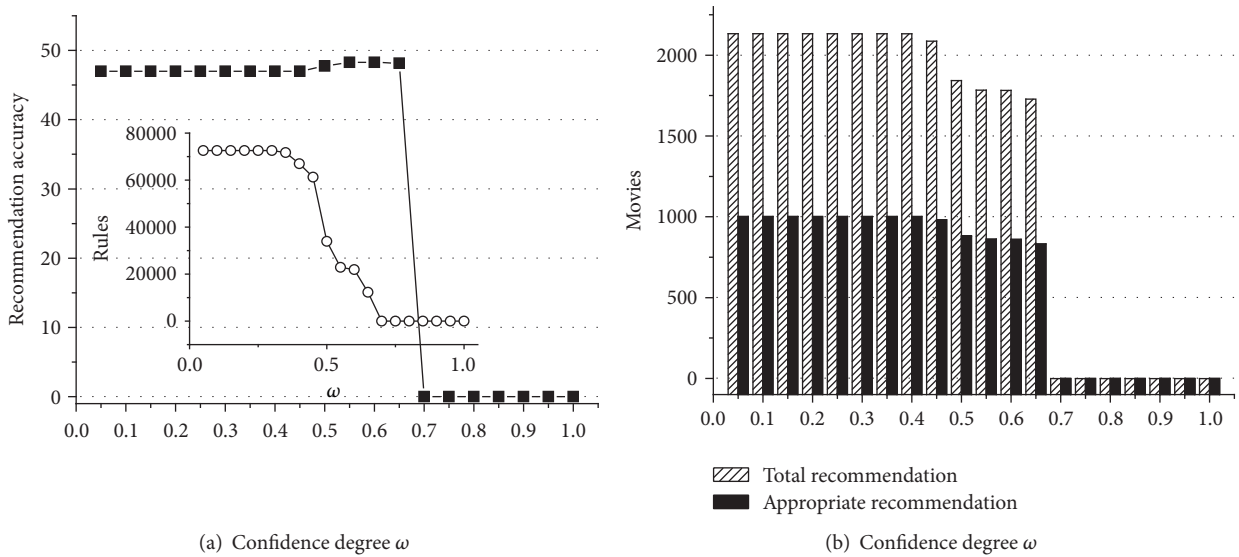 50
40
30
20
10
0
Recommendation accuracy
0.0 0.1 0.2 0.3 0.4 0.5 0.6 0.7 0.8 0.9 1.0
80000
60000
40000
20000
0
Rules
0.0 0.5 1.0
ω
(a) Confidence degree ω
2000
1500
1000
500
0
Movies
0.0 0.1 0.2 0.3 0.4 0.5 0.6 0.7 0.8 0.9 1.0
Total recommendation
Appropriate recommendation
(b) Confidence degree ω